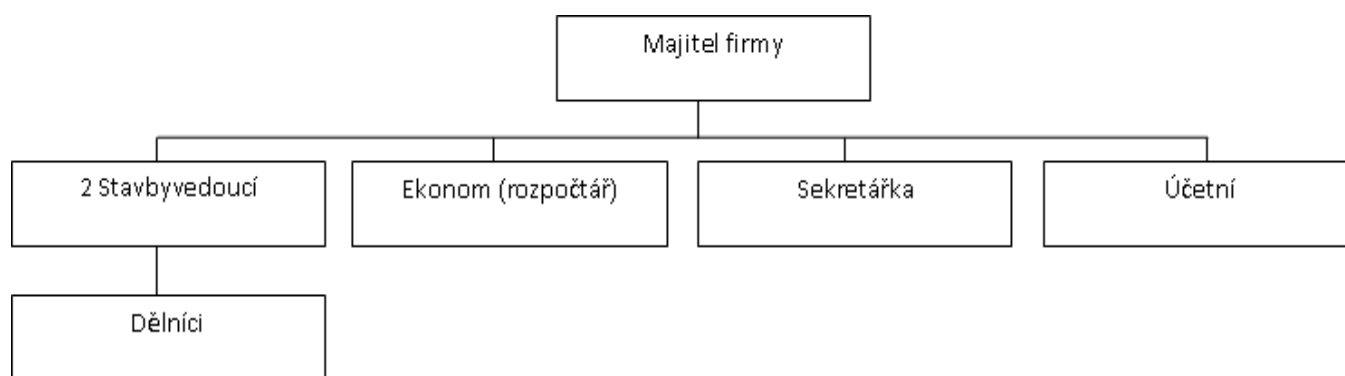 Majitel firmy
2 Stavbyvedoucí
Ekonom (rozpočtář)
Sekretářka
Účetní
Dělníci